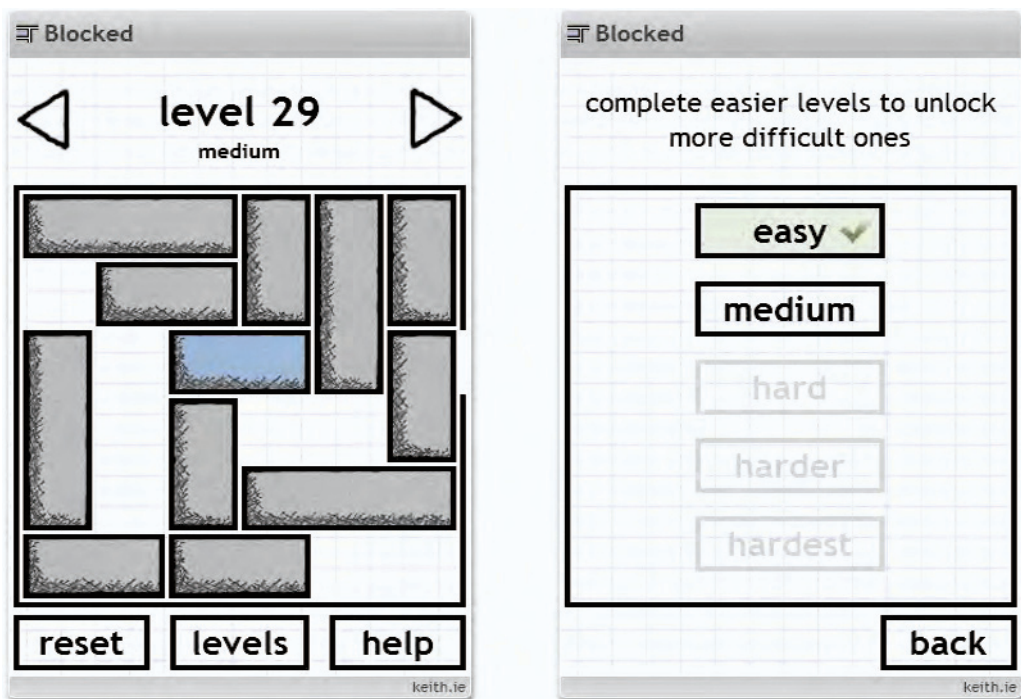 Blocked
level 29
medium
reset
levels
help
keith.ie
Blocked
complete easier levels to unlock
more difficult ones
easy
medium
hard
harder
hardest
back
keith.ie